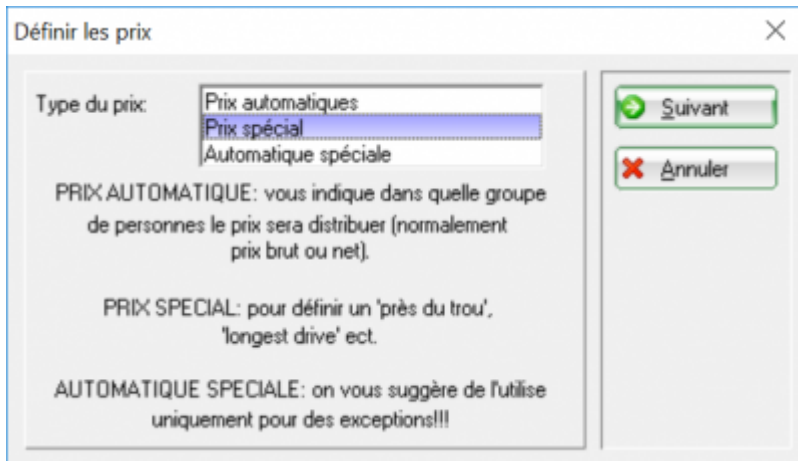 Définir les prix
Type du prix:
Prix automatiques
Prix spécial
Automatique spéciale
Suivant
Annuler
PRIX AUTOMATIQUE: vous indique dans quelle groupe
de personnes le prix sera distribuer (normalement
prix brut ou net).
PRIX SPECIAL: pour définir un 'près du trou',
'longest drive' ect.
AUTOMATIQUE SPECIALE: on vous suggère de l'utilise
uniquement pour des exceptions!!!